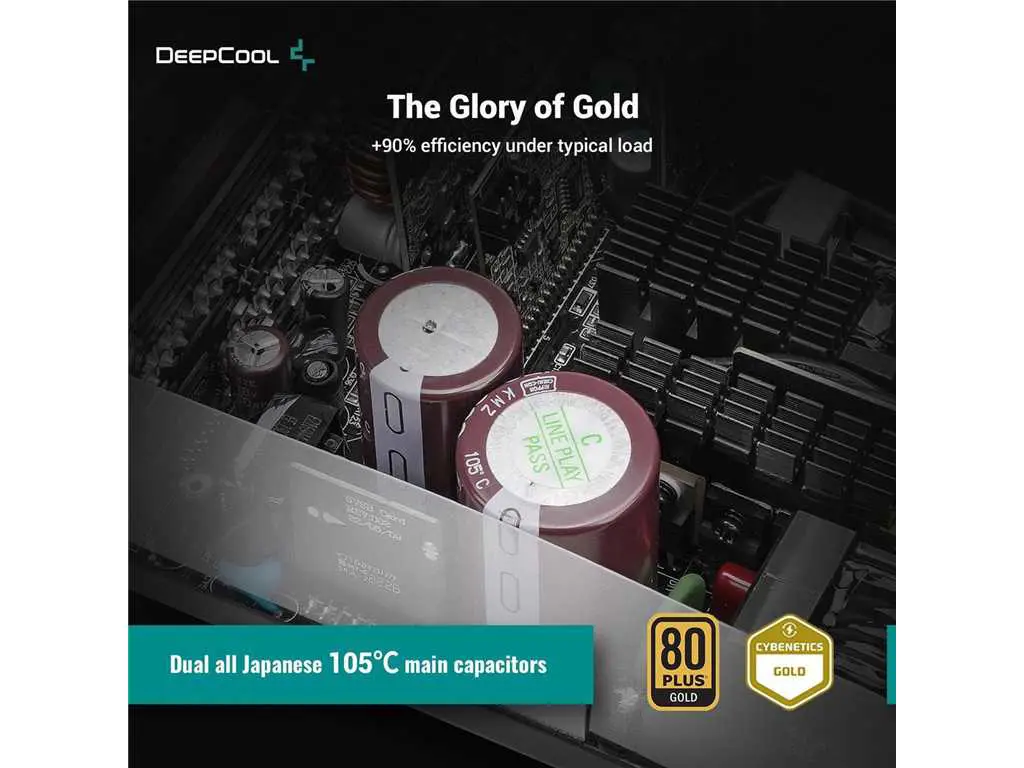 DEEPCOOL
The Glory of Gold
+90% efficiency under typical load
KMZ
105°C
C
LINE PLAY
PASS
Dual all Japanese 105°C main capacitors
80
PLUS
GOLD
CYBENETICS
GOLD